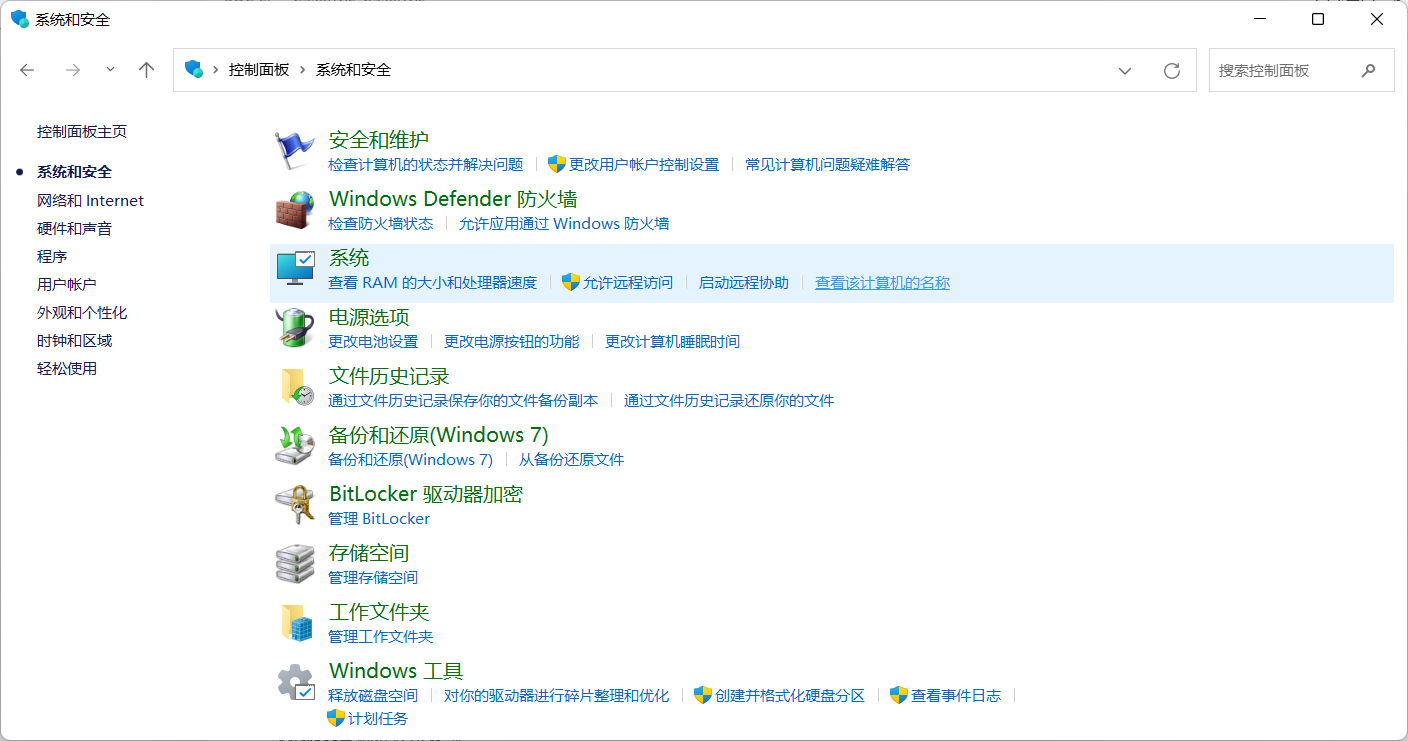 系统和安全
控制面板 系统和安全
搜索控制面板
控制面板主页
系统和安全
网络和 Internet
硬件和声音
程序
用户帐户
外观和个性化
时钟和区域
轻松使用
安全和维护
检查计算机的状态并解决问题 更改用户帐户控制设置 常见计算机问题疑难解答
Windows Defender 防火墙
检查防火墙状态 允许应用通过 Windows 防火墙
系统
查看 RAM 的大小和处理器速度 允许远程访问 启动远程协助 查看该计算机的名称
电源选项
更改电池设置 更改电源按钮的功能 更改计算机睡眠时间
文件历史记录
通过文件历史记录保存你的文件备份副本 通过文件历史记录还原你的文件
备份和还原(Windows 7)
备份和还原(Windows 7) 从备份还原文件
BitLocker 驱动器加密
管理 BitLocker
存储空间
管理存储空间
工作文件夹
管理工作文件夹
Windows 工具
释放磁盘空间 对你的驱动器进行碎片整理和优化 创建并格式化硬盘分区 查看事件日志
计划任务